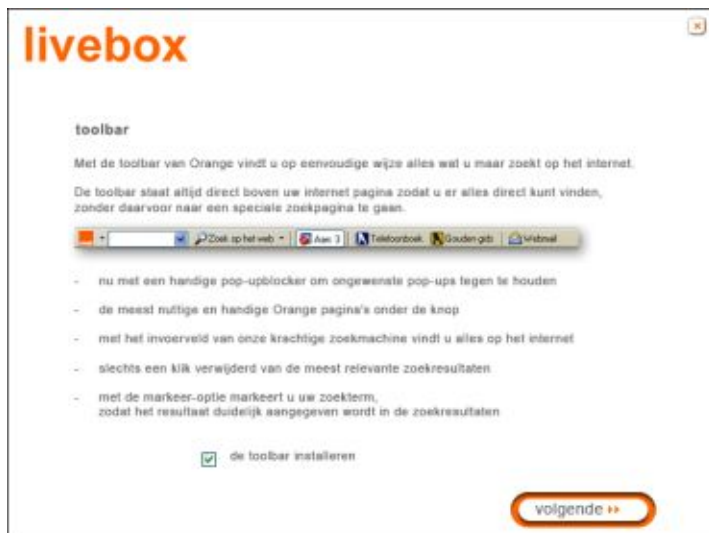 livebox
toolbar
Met de toolbar van Orange vindt u op eenvoudige wijze alles wat u maar zoekt op het internet.
De toolbar staat altijd direct boven uw internet pagina zodat u er alles direct kunt vinden,
zonder daarvoor naar een speciale zoekpagina te gaan.
Zoek op het web Aan: 3 Telefoonboek Gouden gids Webmail
- nu met een handige pop-upblocker om ongewenste pop-ups tegen te houden
- de meest nuttige en handige Orange pagina's onder de knop
- met het invoerveld van onze krachtige zoekmachine vindt u alles op het internet
- slechts een klik verwijderd van de meest relevante zoekresultaten
- met de markeer-optie markeert u uw zoekterm,
zodat het resultaat duidelijk aangegeven wordt in de zoekresultaten
de toolbar installeren
volgende